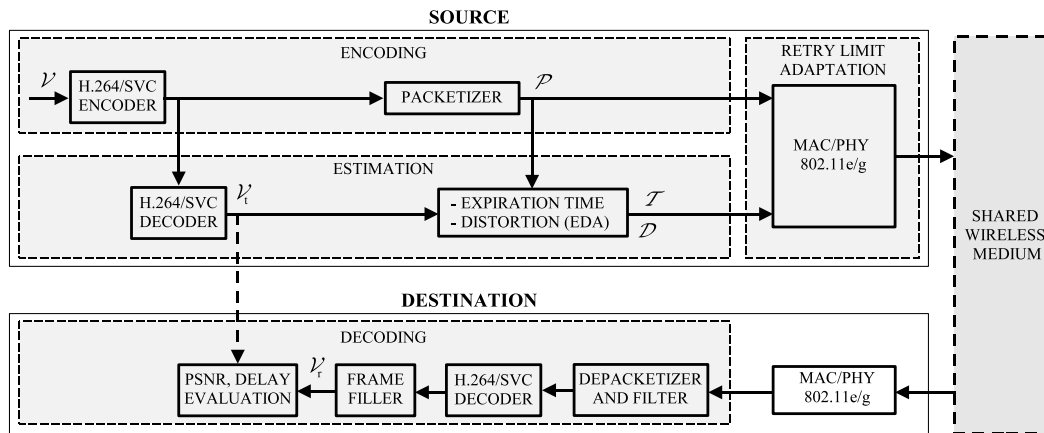 SOURCE
ENCODING
𝒱
H.264/SVC
ENCODER
PACKETIZER
𝒫
RETRY LIMIT
ADAPTATION
MAC/PHY
802.11e/g
ESTIMATION
H.264/SVC
DECODER
𝒱t
- EXPIRATION TIME
- DISTORTION (EDA)
𝒯
𝒟
SHARED
WIRELESS
MEDIUM
DESTINATION
DECODING
PSNR, DELAY
EVALUATION
𝒱r
FRAME
FILLER
H.264/SVC
DECODER
DEPACKETIZER
AND FILTER
MAC/PHY
802.11e/g